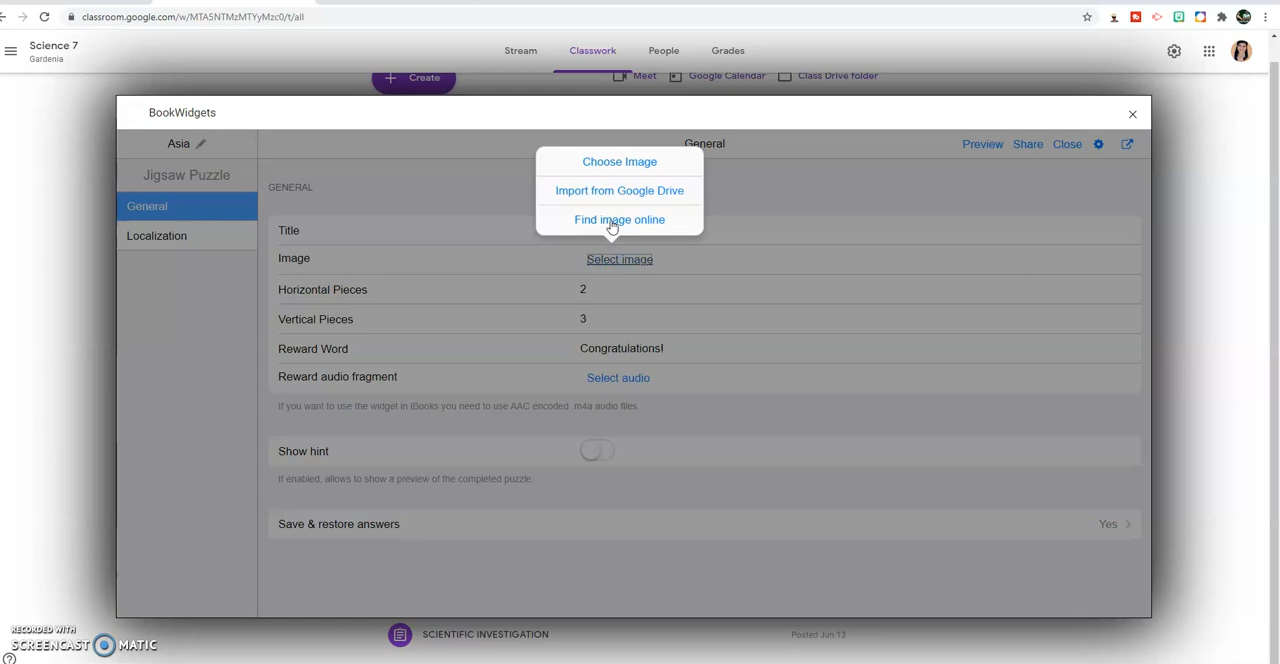 classroom.google.com/w/MTA5NTMzMTYyMzc0/t/all
Science 7
Gardenia
Stream
Classwork
People
Grades
Create
Meet
Google Calendar
Class Drive folder
BookWidgets
Asia
General
Preview
Share
Close
Jigsaw Puzzle
General
Localization
Choose Image
Import from Google Drive
Find image online
GENERAL
Title
Image
Select image
Horizontal Pieces
2
Vertical Pieces
3
Reward Word
Congratulations!
Reward audio fragment
Select audio
If you want to use the widget in iBooks you need to use AAC encoded .m4a audio files.
Show hint
If enabled, allows to show a preview of the completed puzzle.
Save & restore answers
Yes
SCIENTIFIC INVESTIGATION
Posted Jun 13
RECORDED WITH
SCREENCAST MATIC